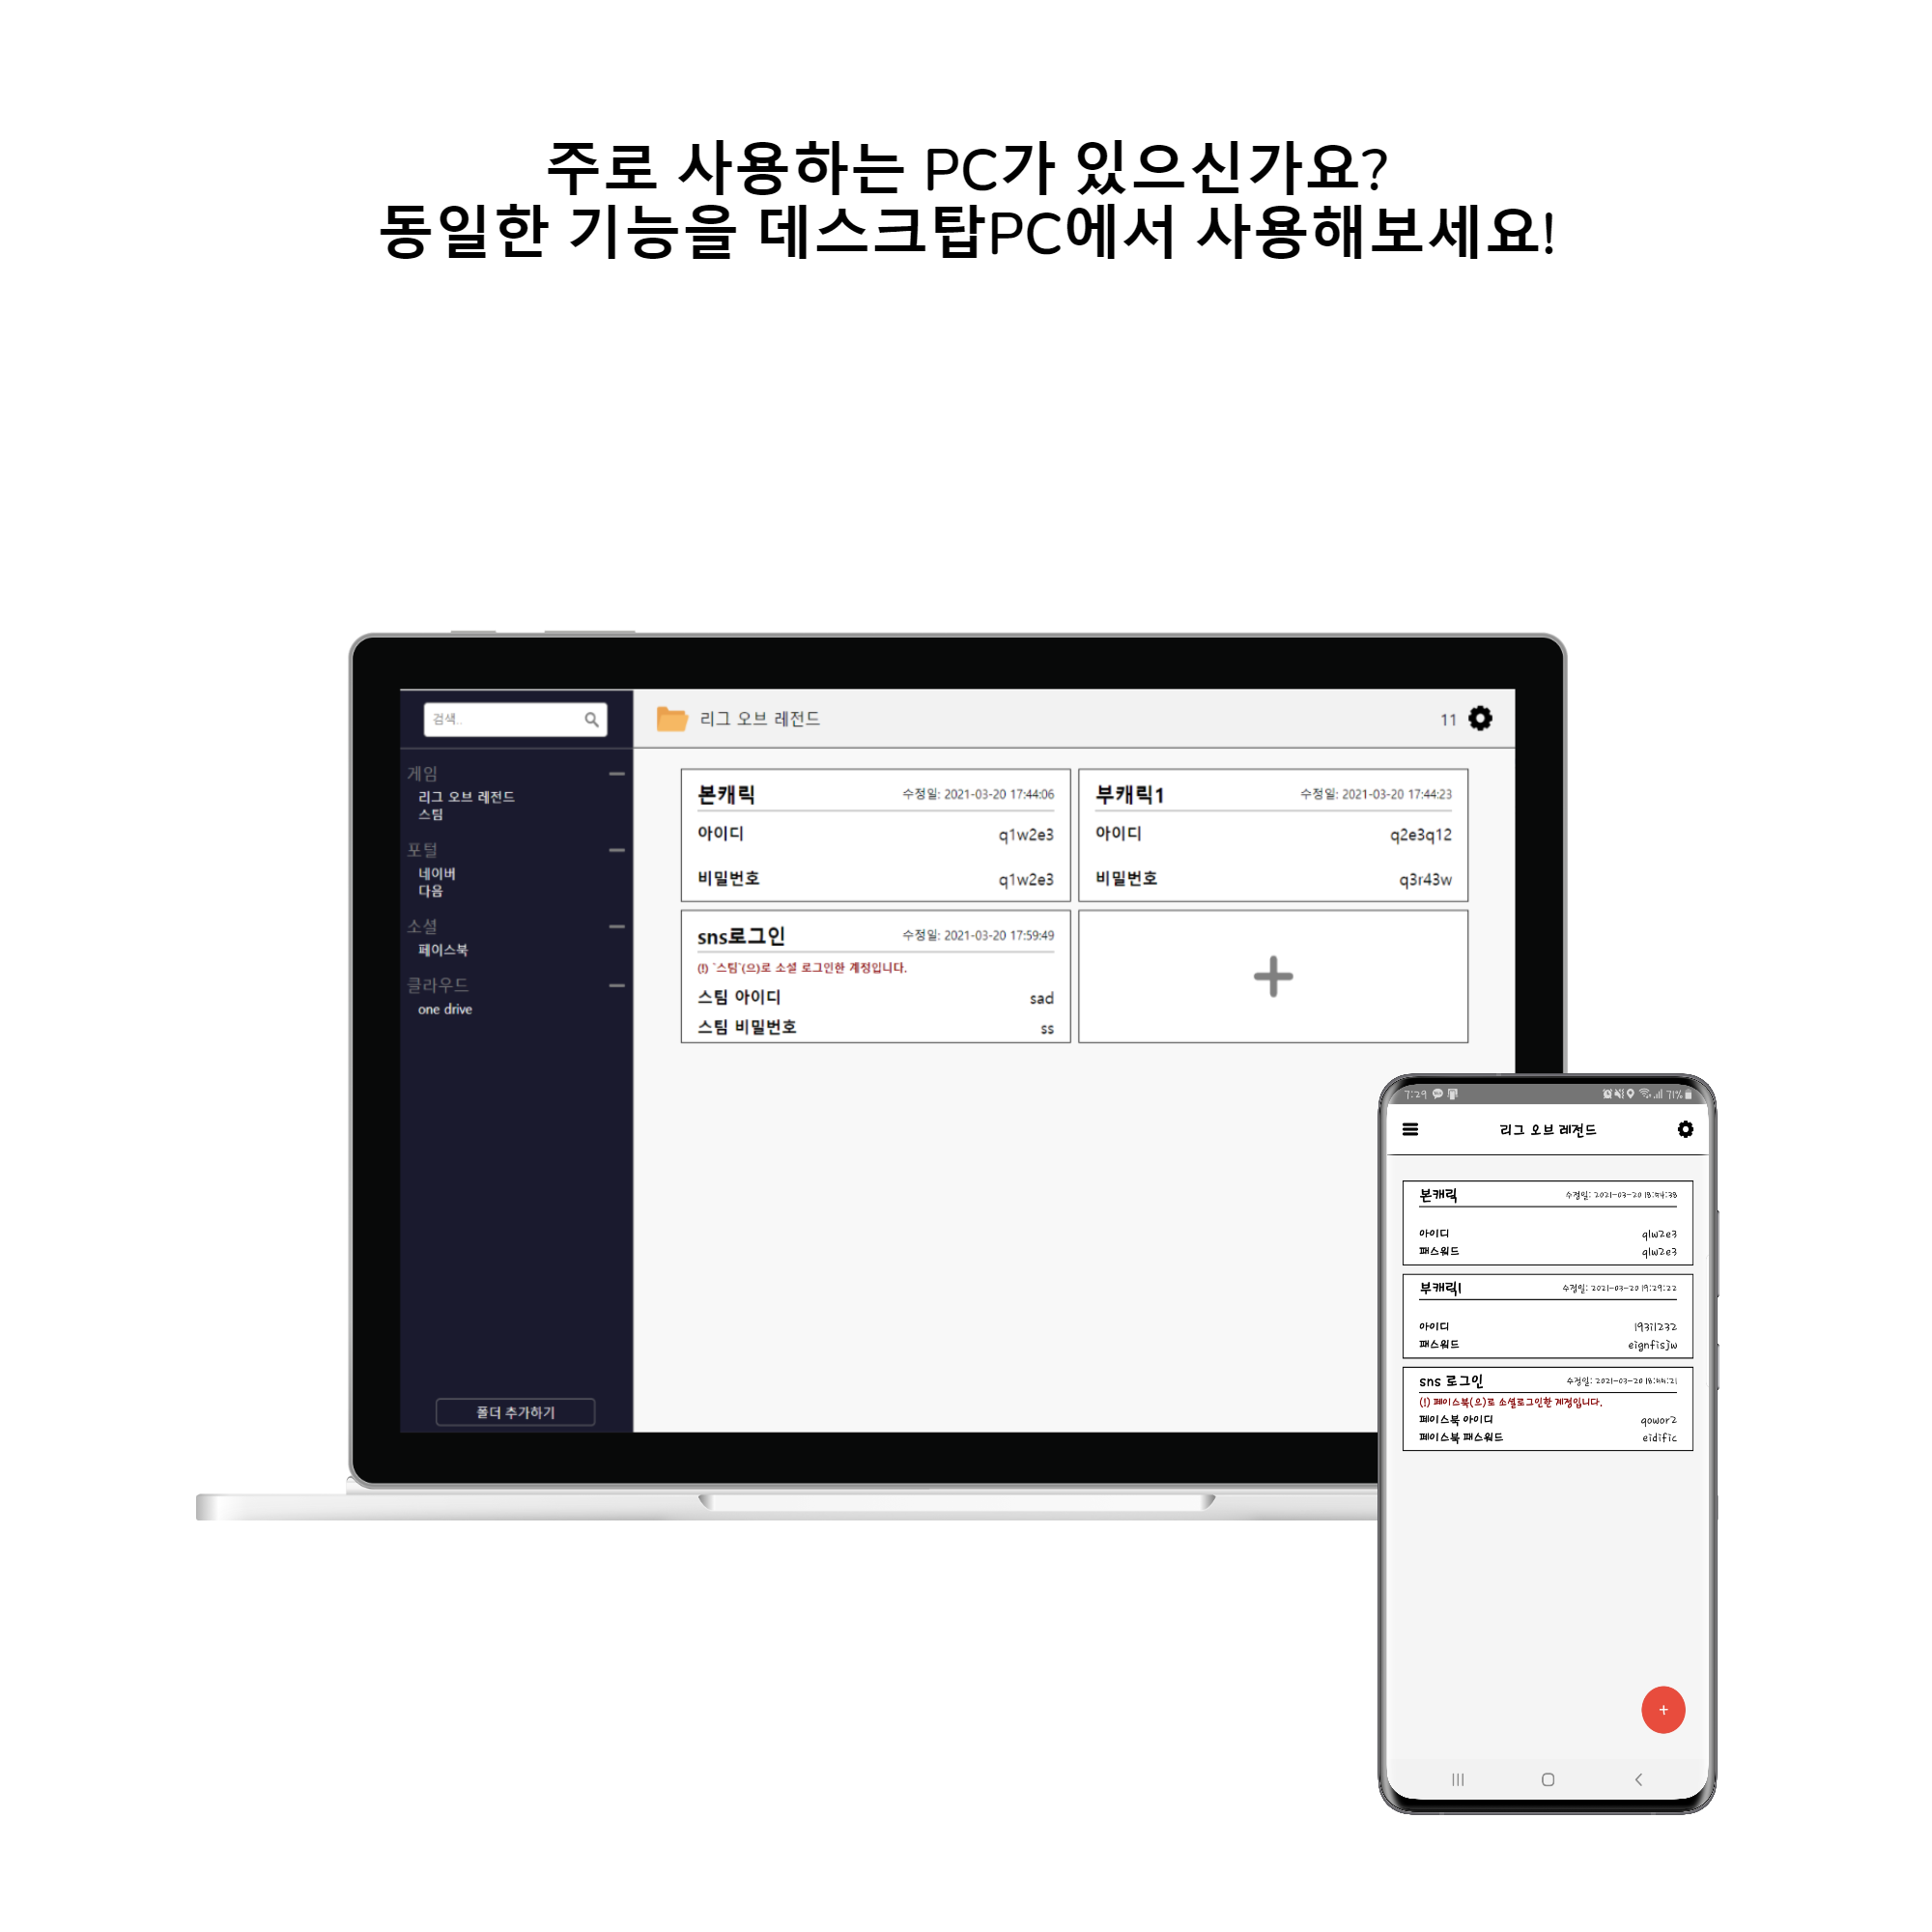 주로 사용하는 PC가 있으신가요?
동일한 기능을 데스크탑PC에서 사용해보세요!
검색..
리그 오브 레전드
11
게임
리그 오브 레전드
스팀
포털
네이버
다음
소셜
페이스북
클라우드
one drive
폴더 추가하기
본캐릭 수정일: 2021-03-20 17:44:06
아이디 q1w2e3
비밀번호 q1w2e3
부캐릭1 수정일: 2021-03-20 17:44:23
아이디 q2e3q12
비밀번호 q3r43w
sns로그인 수정일: 2021-03-20 17:59:49
(!) `스팀`(으)로 소셜 로그인한 계정입니다.
스팀 아이디 sad
스팀 비밀번호 ss
+
7:29 71%
리그 오브 레전드
본캐릭 수정일: 2021-03-20 18:44:38
아이디 q1w2e3
패스워드 q1w2e3
부캐릭1 수정일: 2021-03-20 19:29:22
아이디 19311232
패스워드 eignfisjw
sns 로그인 수정일: 2021-03-20 18:44:21
(!) 페이스북(으)로 소셜로그인한 계정입니다.
페이스북 아이디 qowor2
페이스북 패스워드 eidific
+